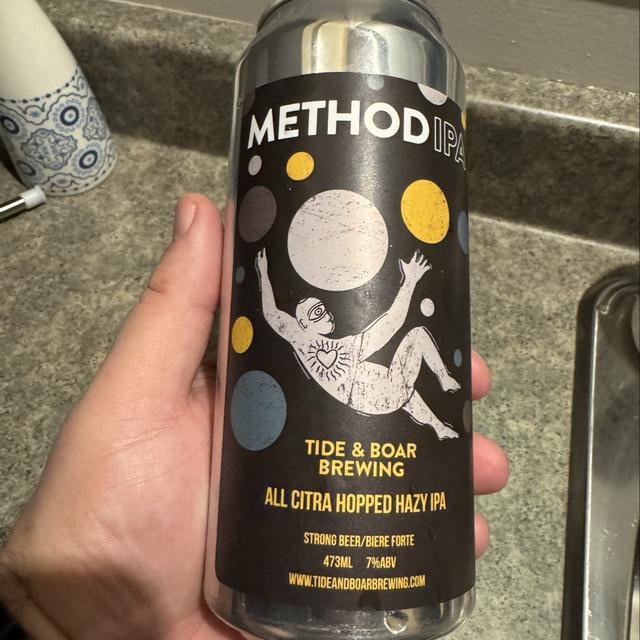 METHOD IPA
TIDE & BOAR
BREWING
ALL CITRA HOPPED HAZY IPA
STRONG BEER/BIERE FORTE
473ML 7%ABV
WWW.TIDEANDBOARBREWING.COM